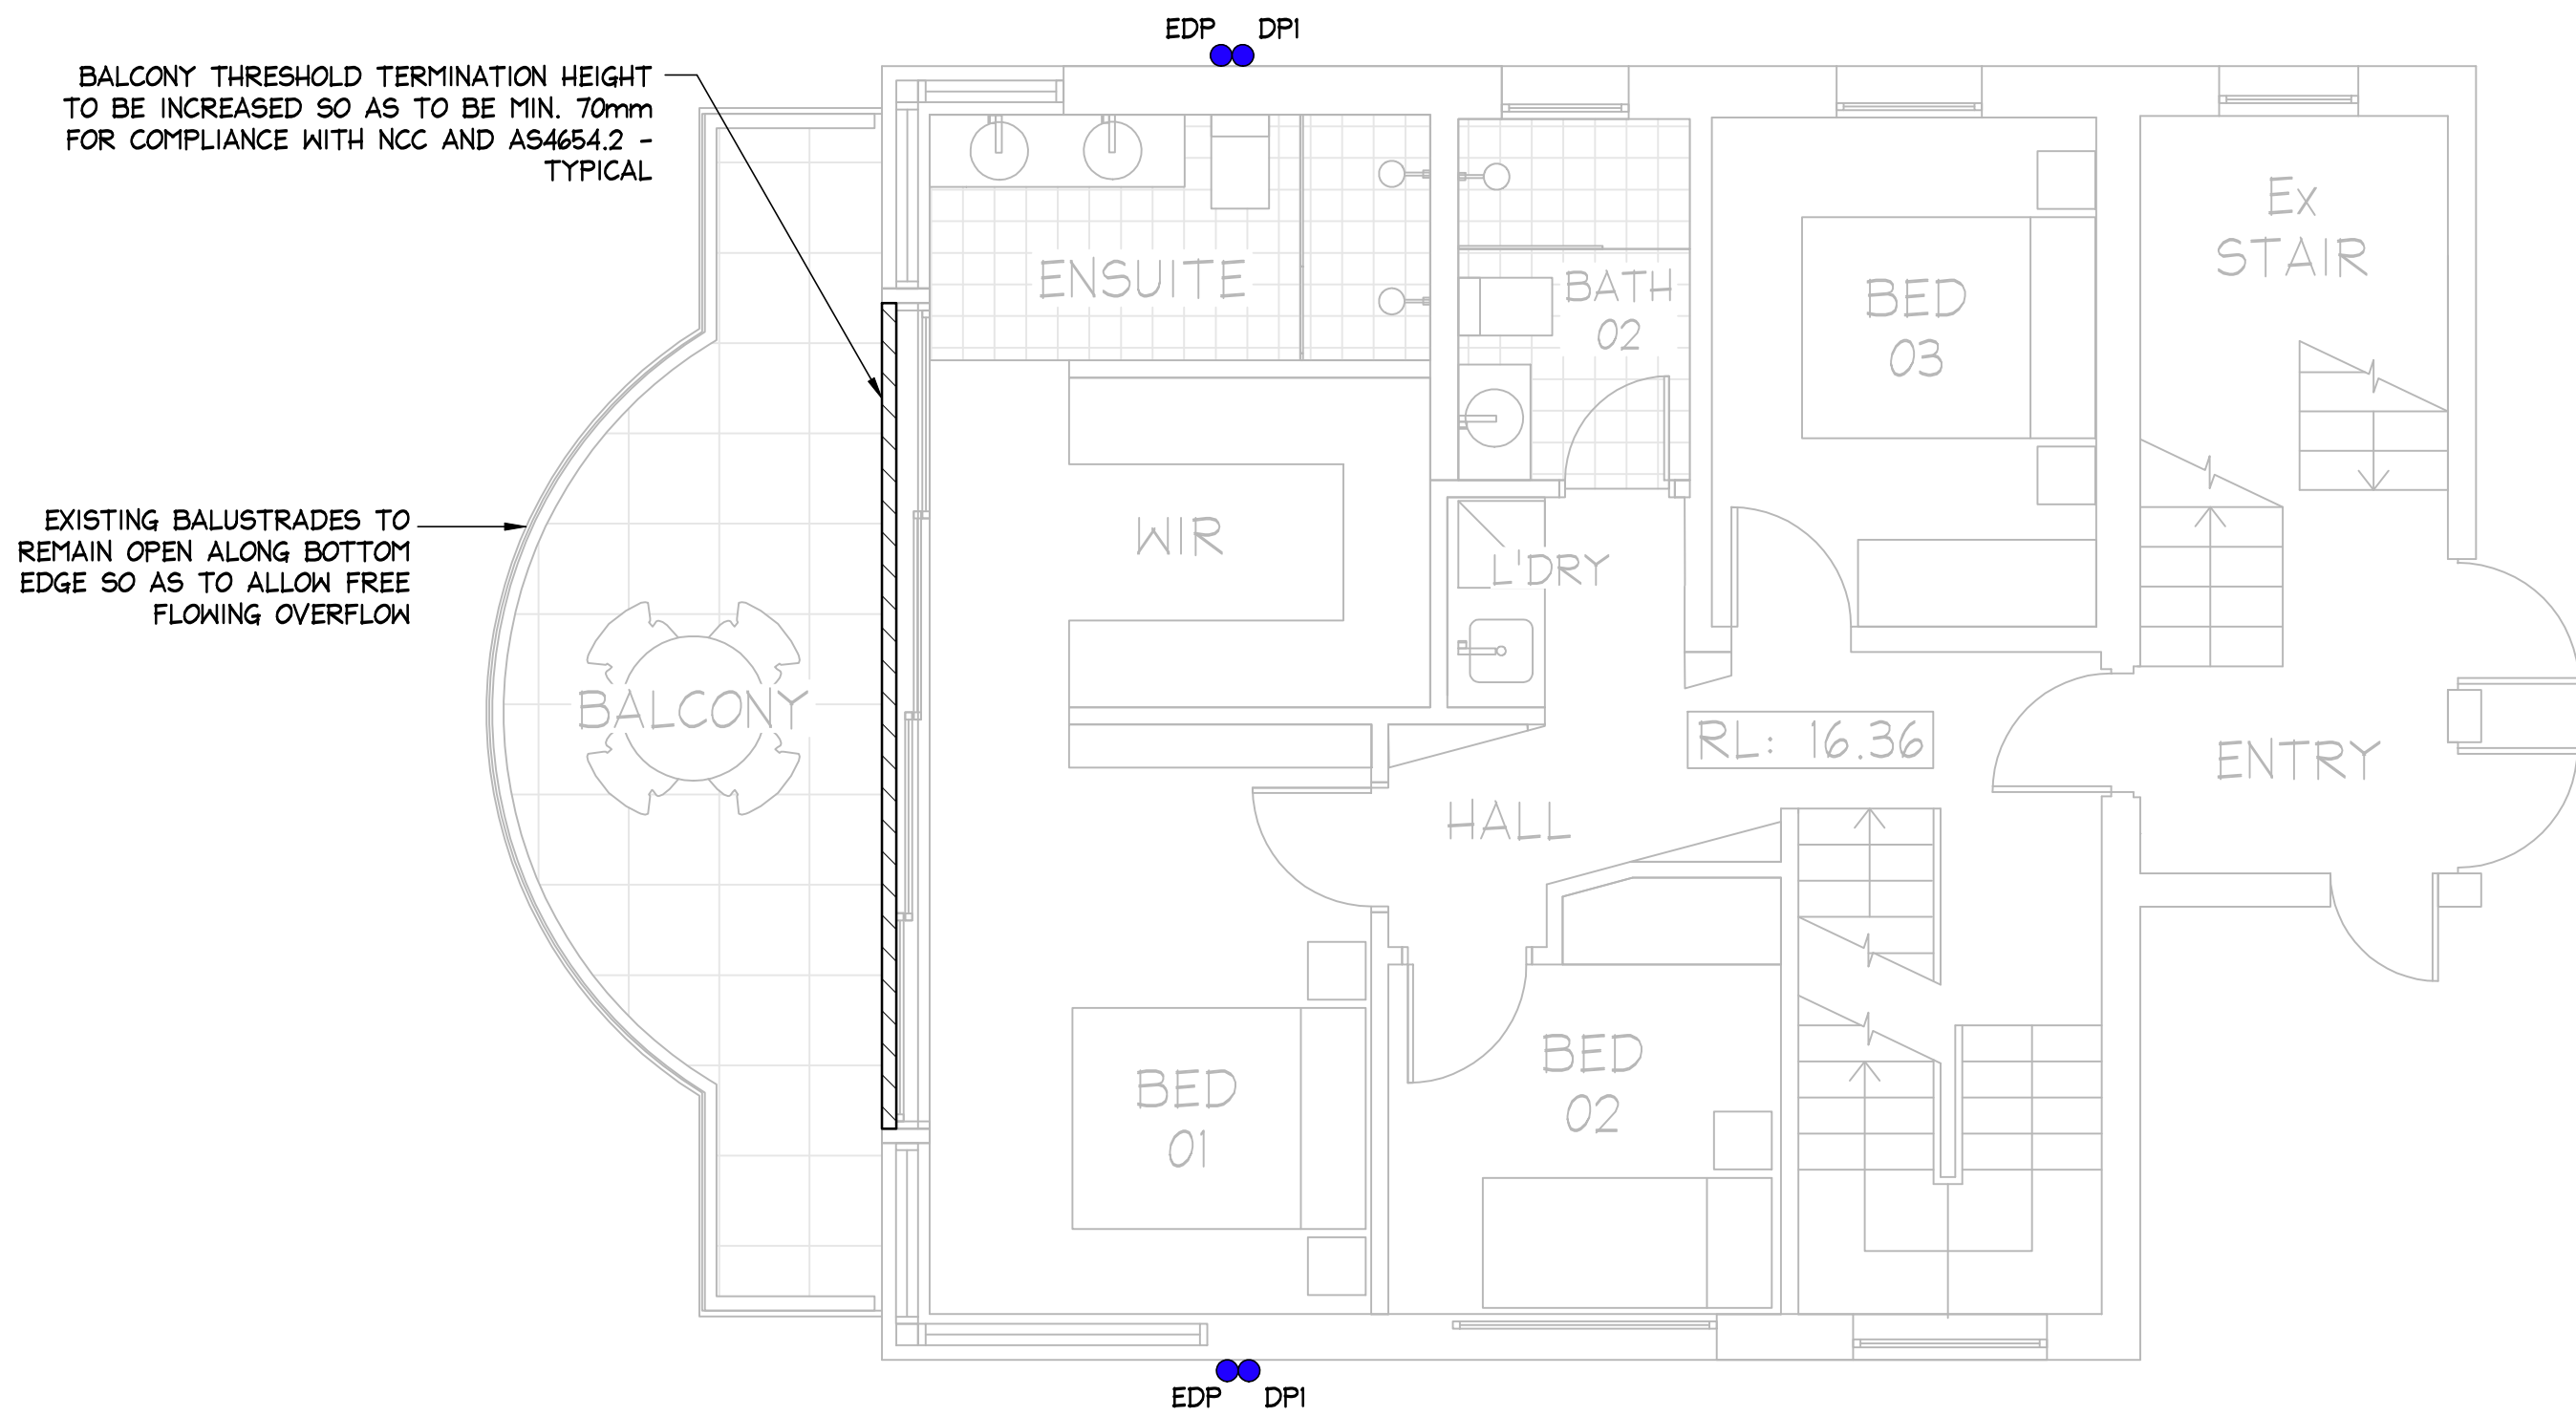 EDP DP1
BALCONY THRESHOLD TERMINATION HEIGHT
TO BE INCREASED SO AS TO BE MIN. 70mm
FOR COMPLIANCE WITH NCC AND AS4654.2 -
TYPICAL
EXISTING BALUSTRADES TO
REMAIN OPEN ALONG BOTTOM
EDGE SO AS TO ALLOW FREE
FLOWING OVERFLOW
BALCONY
ENSUITE
WIR
BATH
02
L'DRY
BED
03
Ex
STAIR
RL: 16.36
ENTRY
HALL
BED
01
BED
02
EDP DP1